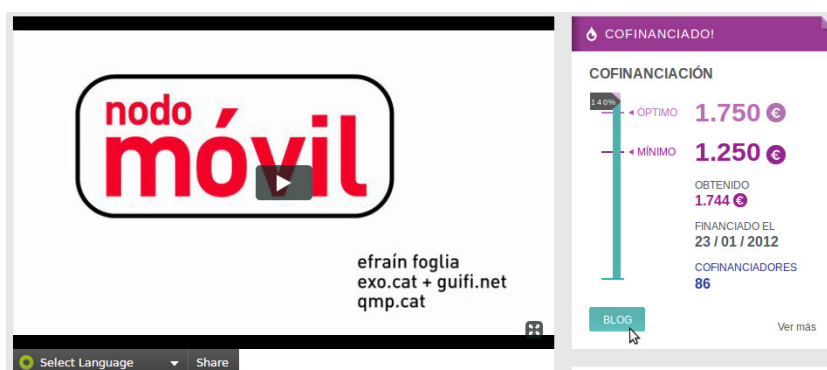 nodo
móvil
efraín foglia
exo.cat + guifi.net
qmp.cat
Select Language
Share
COFINANCIADO!
COFINANCIACIÓN
140%
ÓPTIMO 1.750 €
MÍNIMO 1.250 €
OBTENIDO
1.744 €
FINANCIADO EL
23 / 01 / 2012
COFINANCIADORES
86
BLOG
Ver más